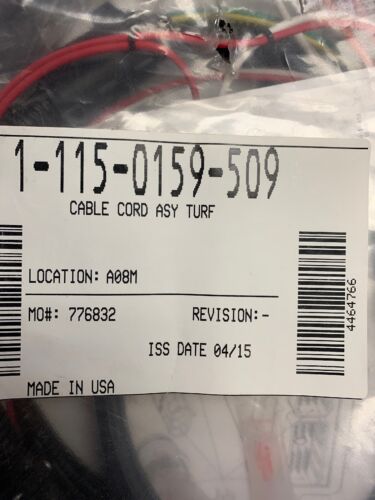 1-115-0159-509
CABLE CORD ASY TURF
LOCATION: A08M
MO#: 776832 REVISION:-
ISS DATE 04/15
MADE IN USA
4464766